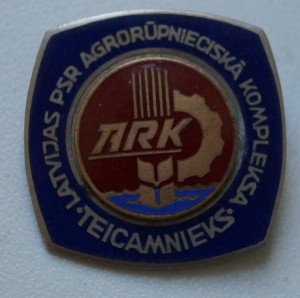 LATVIJAS PSR AGRORŪPNIECISKĀ KOMPLEKSA
TEICAMNIEKS
ARK